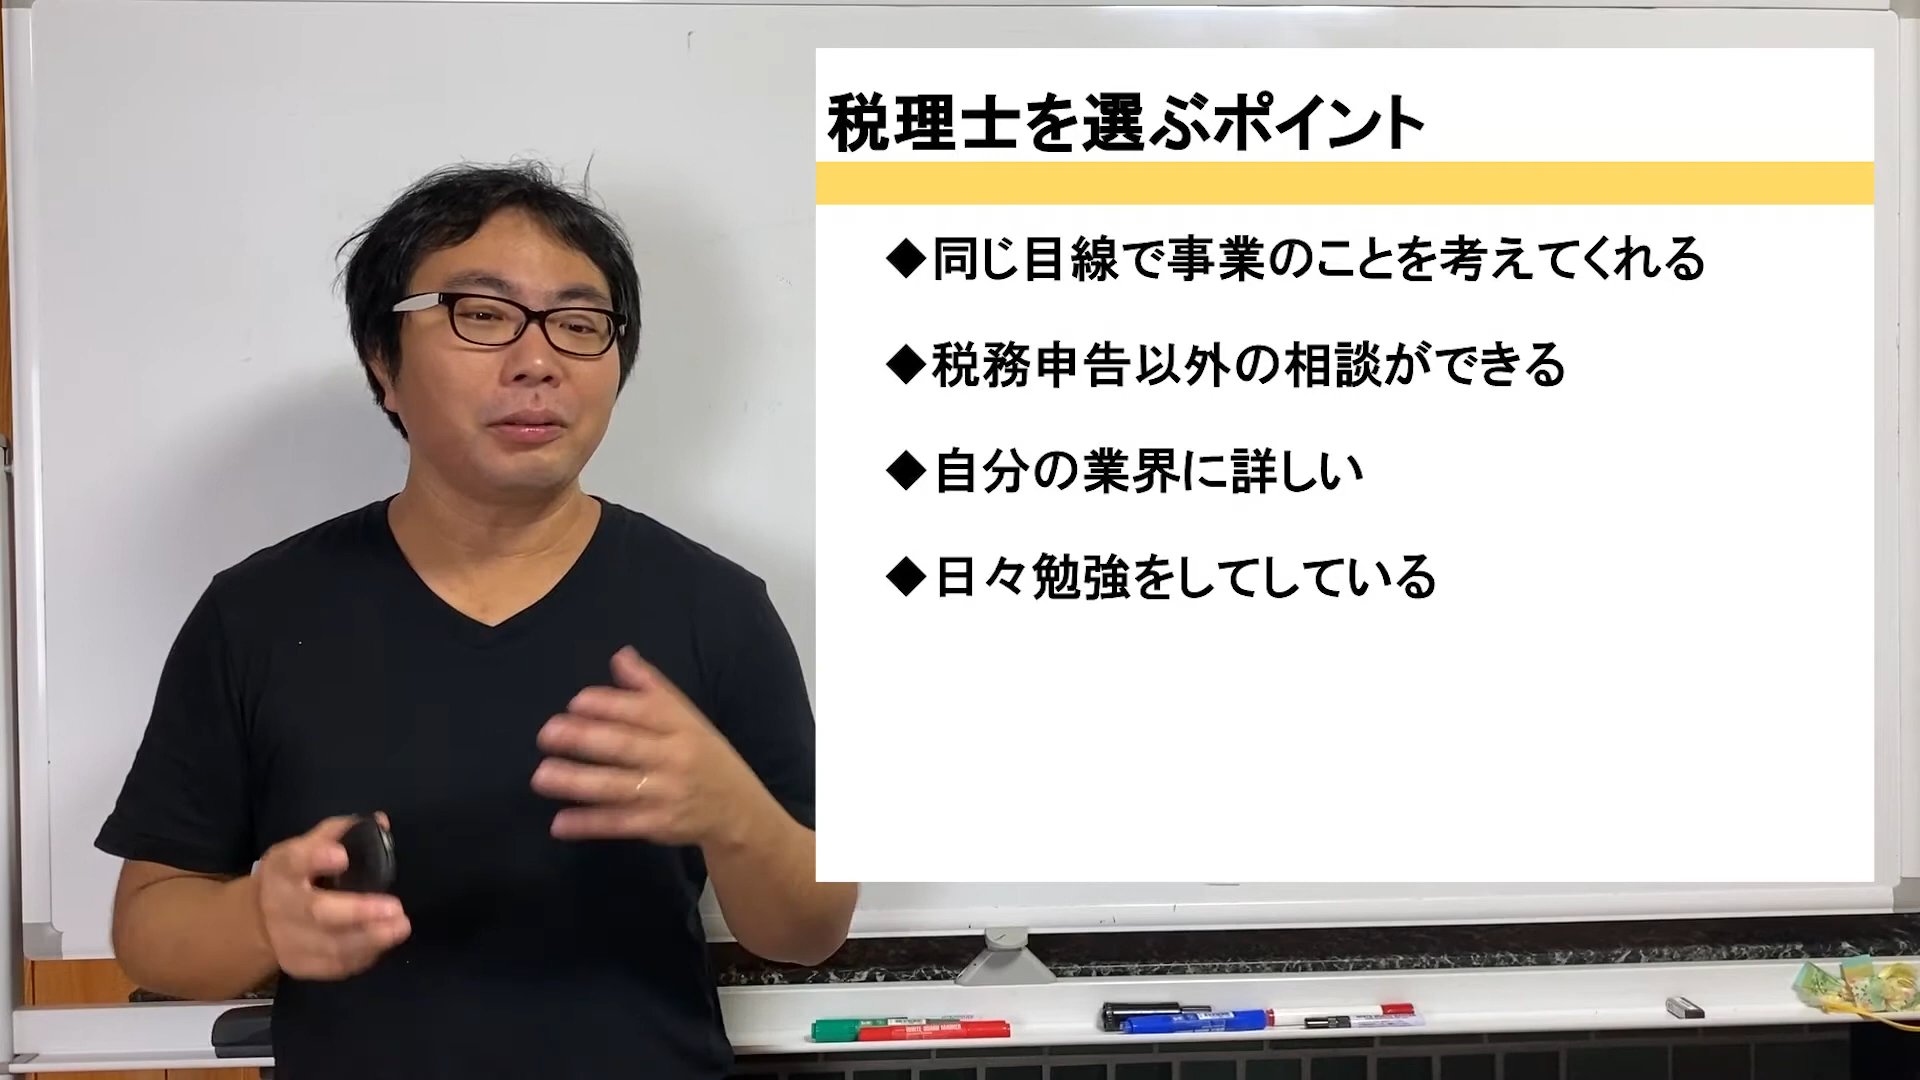 税理士を選ぶポイント
◆同じ目線で事業のことを考えてくれる
◆税務申告以外の相談ができる
◆自分の業界に詳しい
◆日々勉強をしてしている
WHITE BOARD MARKER